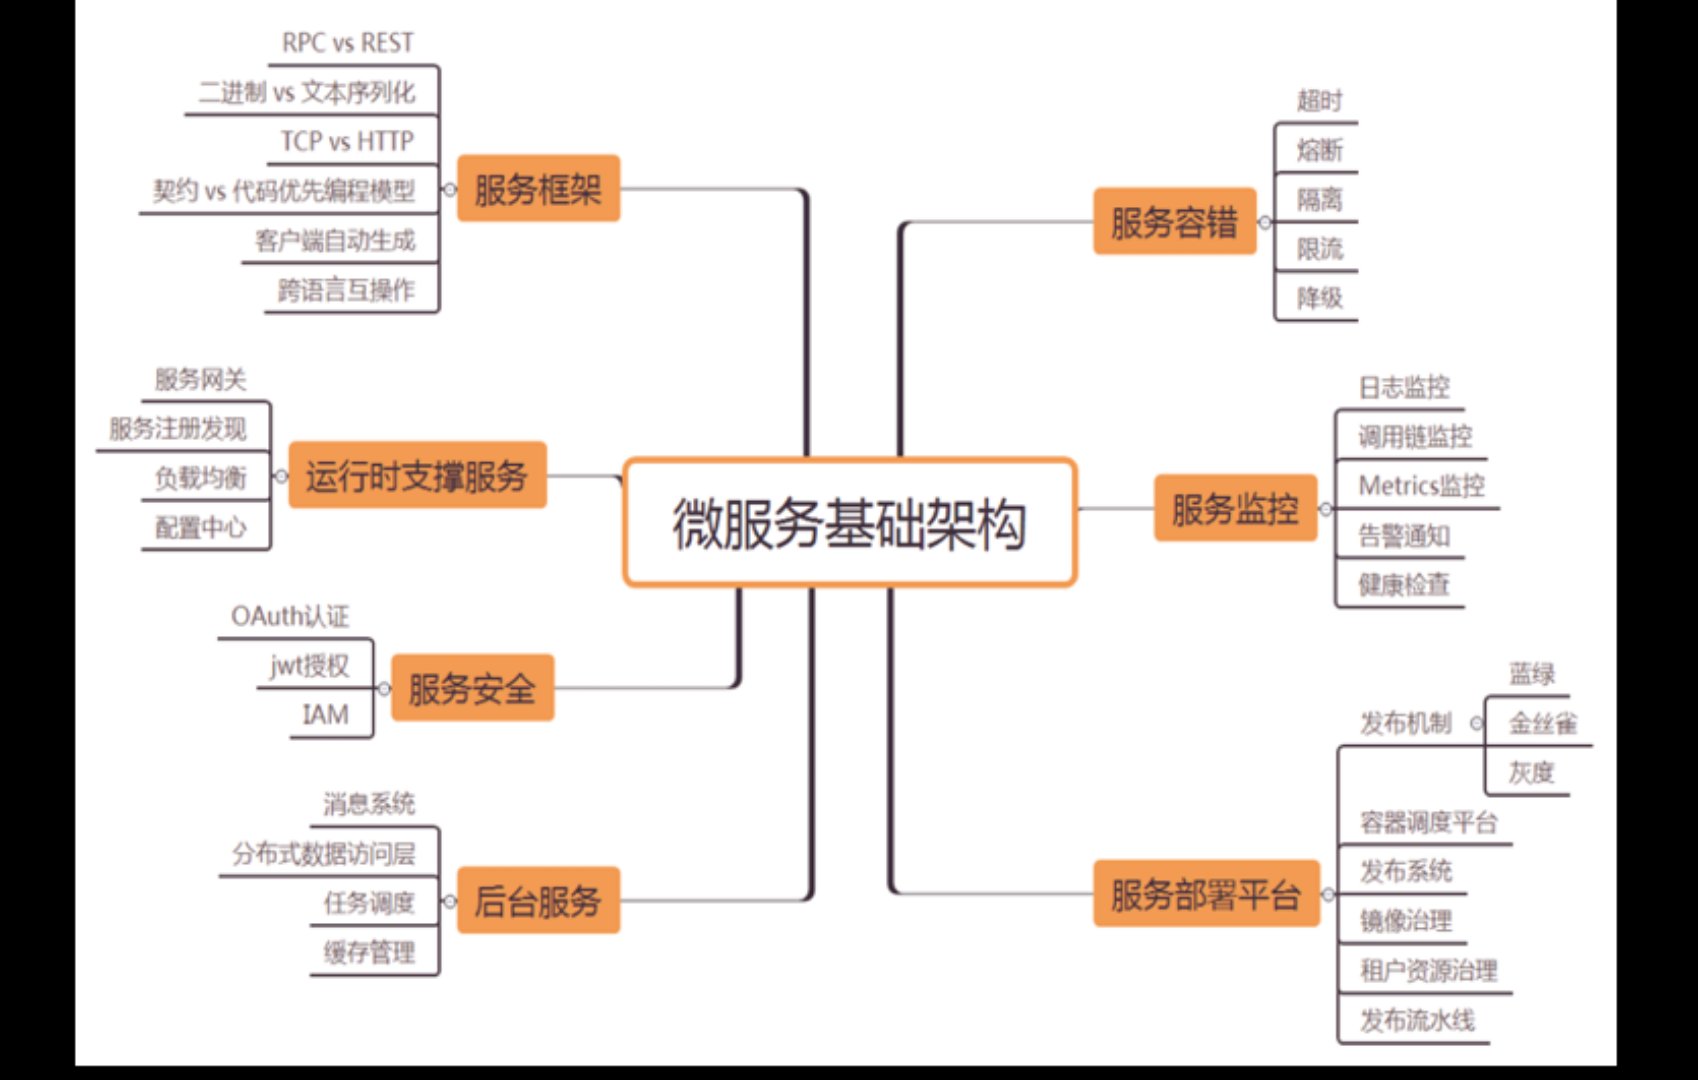 RPC vs REST
二进制 vs 文本序列化
TCP vs HTTP
契约 vs 代码优先编程模型
客户端自动生成
跨语言互操作
服务框架
服务网关
服务注册发现
负载均衡
配置中心
运行时支撑服务
OAuth认证
jwt授权
IAM
服务安全
消息系统
分布式数据访问层
任务调度
缓存管理
后台服务
微服务基础架构
服务容错
超时
熔断
隔离
限流
降级
服务监控
日志监控
调用链监控
Metrics监控
告警通知
健康检查
服务部署平台
发布机制
蓝绿
金丝雀
灰度
容器调度平台
发布系统
镜像治理
租户资源治理
发布流水线